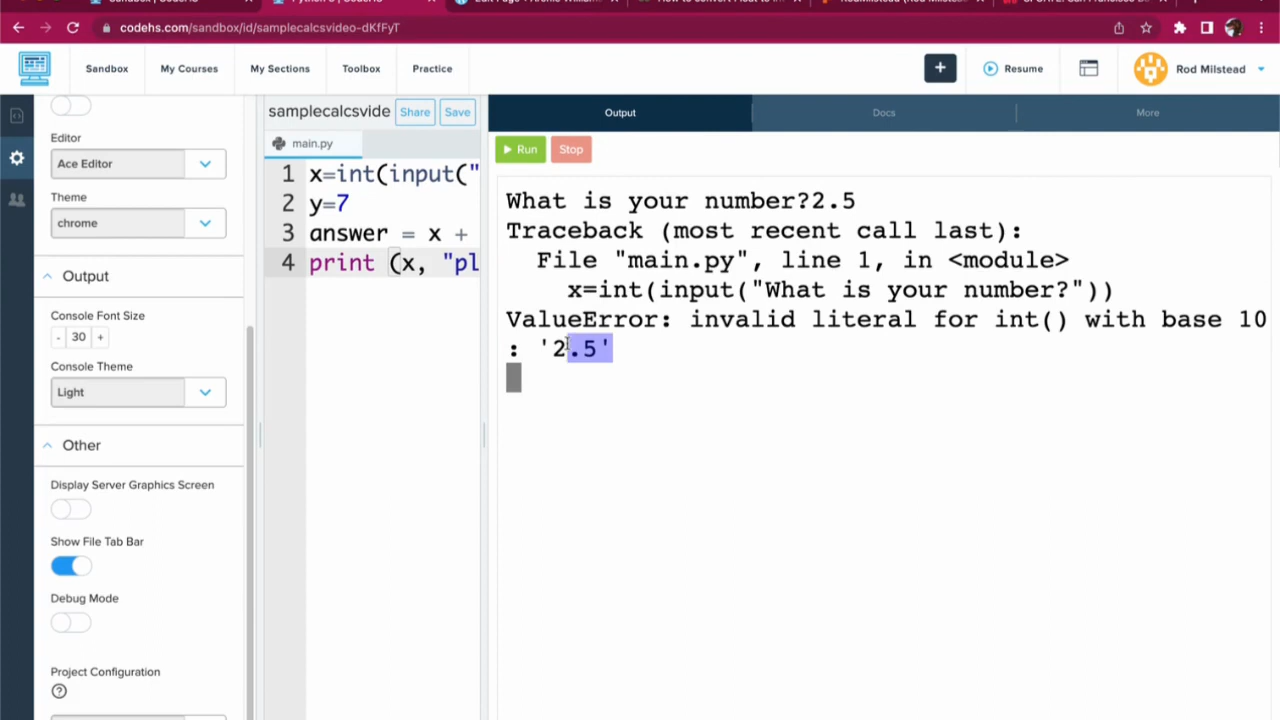 codehs.com/sandbox/id/samplecalcsvideo-dKfFyT
Sandbox
My Courses
My Sections
Toolbox
Practice
+
Resume
Rod Milstead
Editor
Ace Editor
Theme
chrome
Output
Console Font Size
- 30 +
Console Theme
Light
Other
Display Server Graphics Screen
Show File Tab Bar
Debug Mode
Project Configuration
?
samplecalcsvide
Share
Save
main.py
1 x=int(input("
2 y=7
3 answer = x +
4 print (x, "pl
Output
Docs
More
Run
Stop
What is your number?2.5
Traceback (most recent call last):
File "main.py", line 1, in <module>
x=int(input("What is your number?"))
ValueError: invalid literal for int() with base 10
: '2.5'